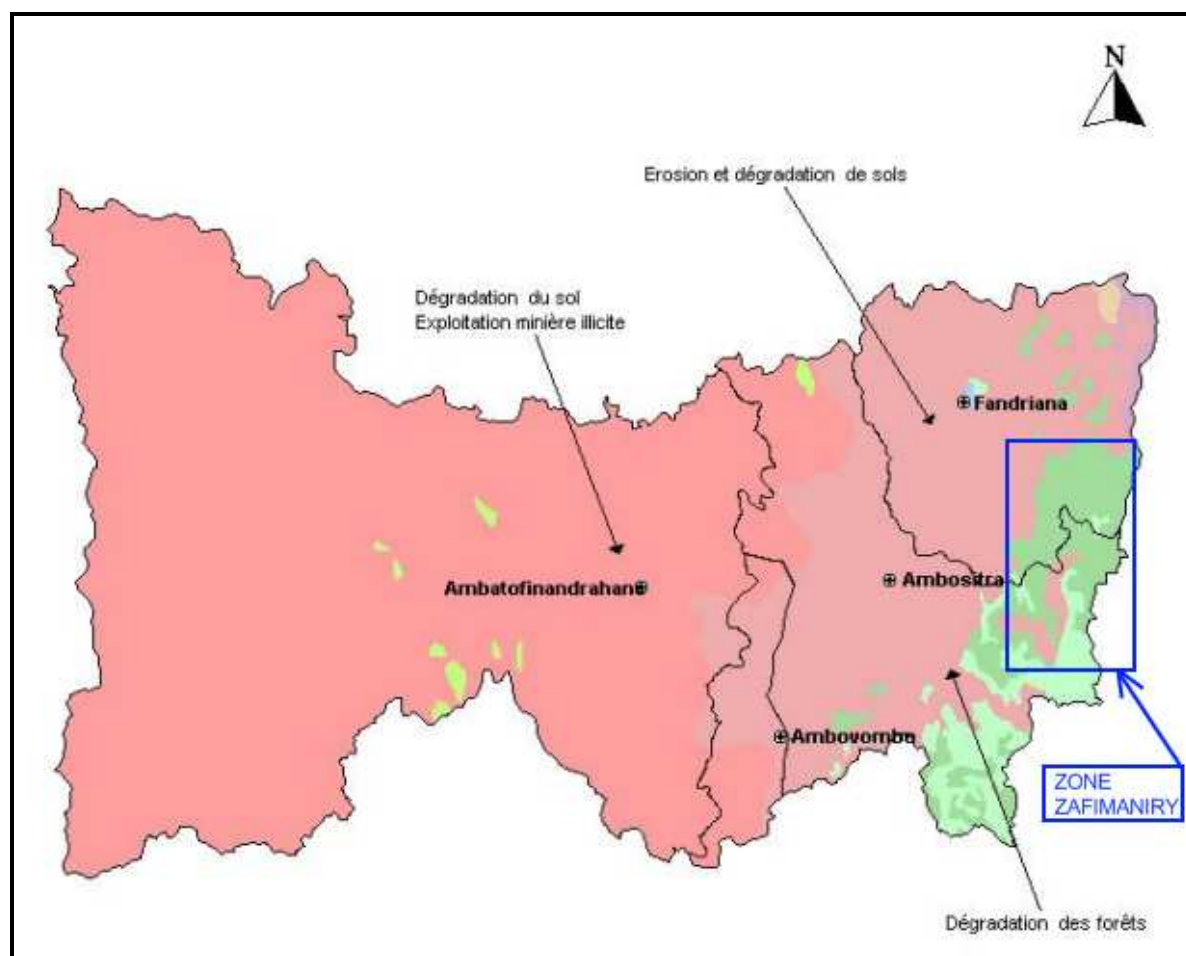 N
Erosion et dégradation de sols
Dégradation du sol
Exploitation minière illicite
Fandriana
Ambatofinandrahana
Ambositra
Ambovombe
ZONE
ZAFIMANIRY
Dégradation des forêts